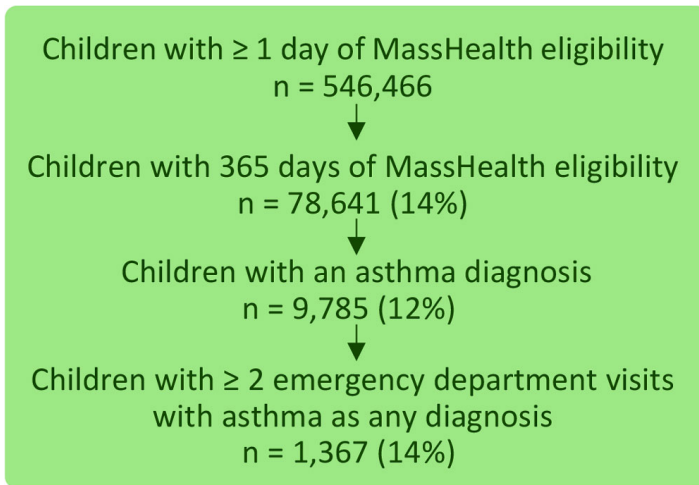 Children with ≥ 1 day of MassHealth eligibility
n = 546,466
Children with 365 days of MassHealth eligibility
n = 78,641 (14%)
Children with an asthma diagnosis
n = 9,785 (12%)
Children with ≥ 2 emergency department visits
with asthma as any diagnosis
n = 1,367 (14%)